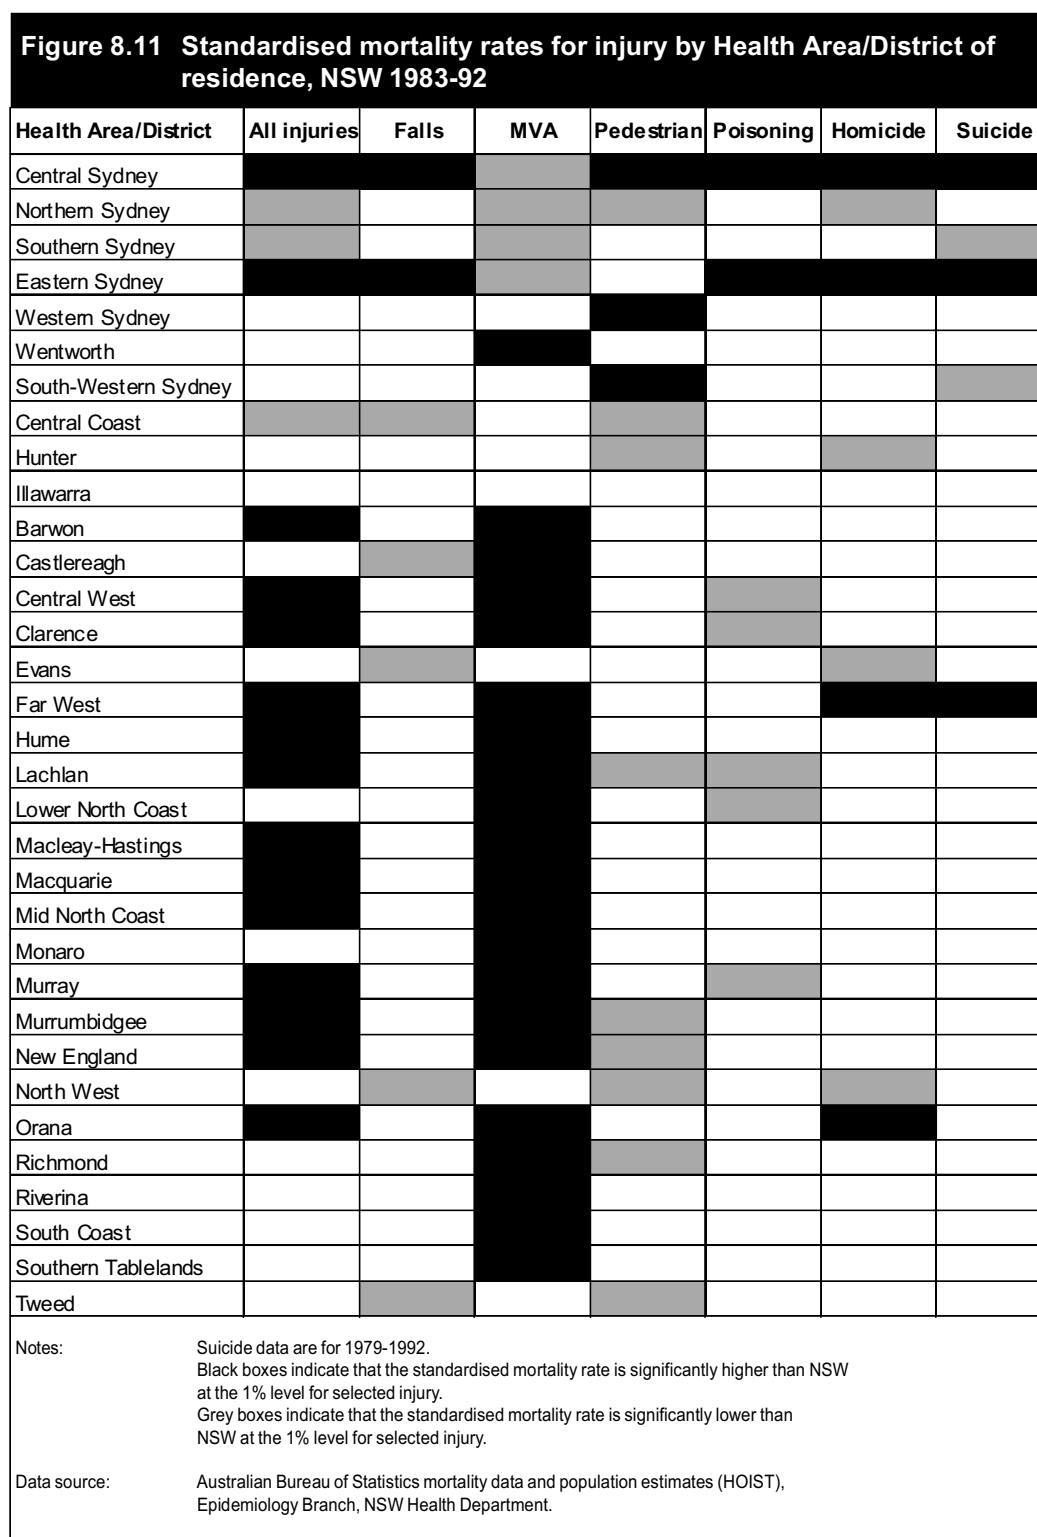 Figure 8.11 Standardised mortality rates for injury by Health Area/District of
residence, NSW 1983-92
Health Area/District All injuries Falls MVA Pedestrian Poisoning Homicide Suicide
Central Sydney
Northern Sydney
Southern Sydney
Eastern Sydney
Western Sydney
Wentworth
South-Western Sydney
Central Coast
Hunter
Illawarra
Barwon
Castlereagh
Central West
Clarence
Evans
Far West
Hume
Lachlan
Lower North Coast
Macleay-Hastings
Macquarie
Mid North Coast
Monaro
Murray
Murrumbidgee
New England
North West
Orana
Richmond
Riverina
South Coast
Southern Tablelands
Tweed
Notes: Suicide data are for 1979-1992.
Black boxes indicate that the standardised mortality rate is significantly higher than NSW
at the 1% level for selected injury.
Grey boxes indicate that the standardised mortality rate is significantly lower than
NSW at the 1% level for selected injury.
Data source: Australian Bureau of Statistics mortality data and population estimates (HOIST),
Epidemiology Branch, NSW Health Department.